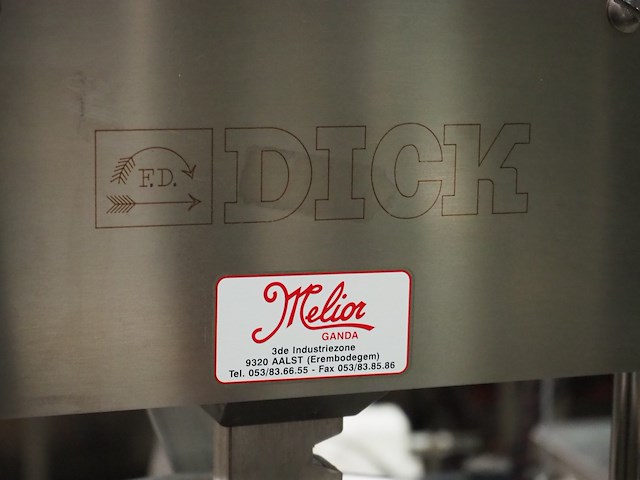 F.D. DICK
Melior
GANDA
3de Industriezone
9320 AALST (Erembodegem)
Tel. 053/83.66.55 - Fax 053/83.85.86